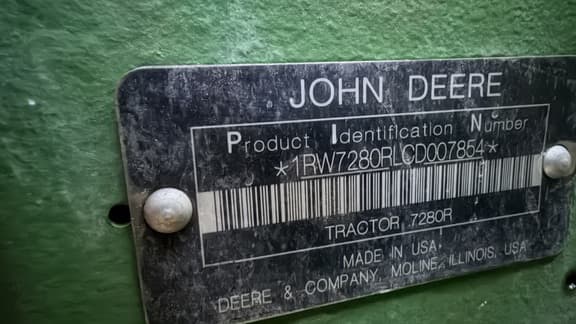 JOHN DEERE
Product Identification Number
*1RW7280RLCD007854*
TRACTOR 7280R
MADE IN USA
DEERE & COMPANY, MOLINE, ILLINOIS, USA